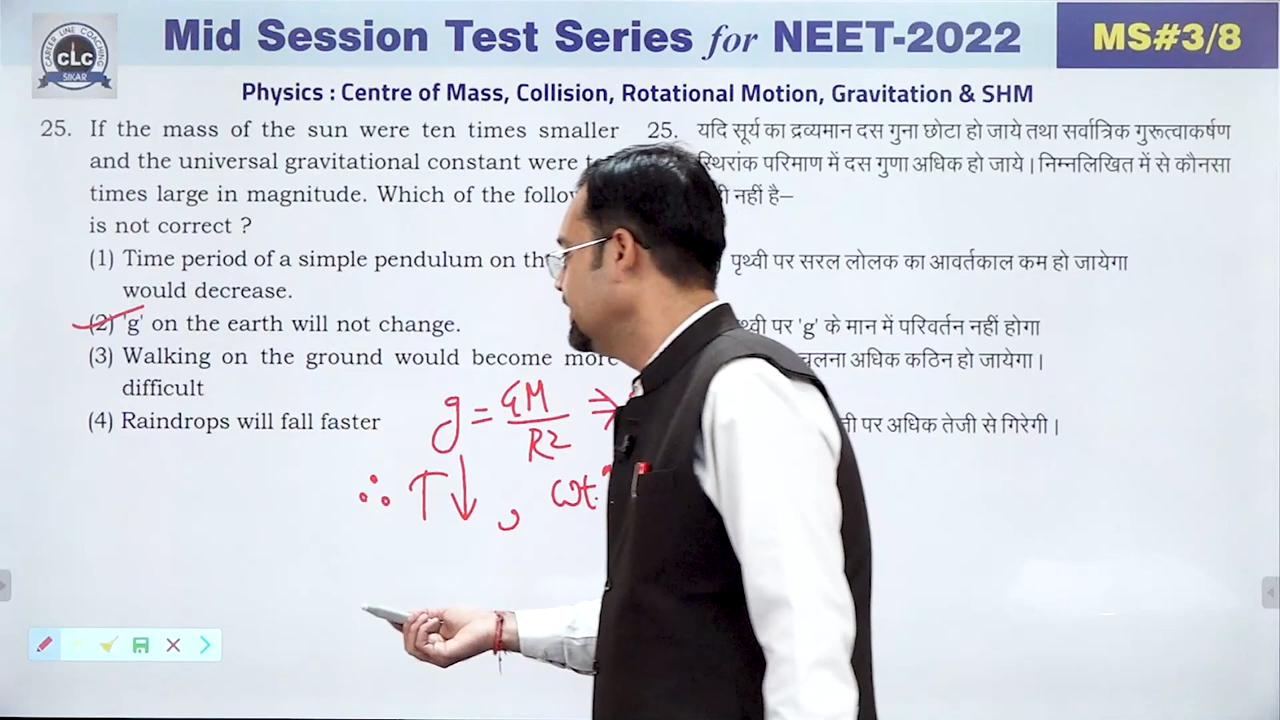 CAREER LINE COACHING
CLC
SIKAR
Mid Session Test Series for NEET-2022
MS#3/8
Physics : Centre of Mass, Collision, Rotational Motion, Gravitation & SHM
25. If the mass of the sun were ten times smaller
and the universal gravitational constant were
times large in magnitude. Which of the
is not correct ?
(1) Time period of a simple pendulum on
would decrease.
(2) 'g' on the earth will not change.
(3) Walking on the ground would become more
difficult
(4) Raindrops will fall faster
25. यदि सूर्य का द्रव्यमान दस गुना छोटा हो जाये तथा सार्वत्रिक गुरूत्वाकर्षण
स्थिरांक परिमाण में दस गुणा अधिक हो जाये। निम्नलिखित में से कौनसा
नहीं है–
पृथ्वी पर सरल लोलक का आवर्तकाल कम हो जायेगा
पर 'g' के मान में परिवर्तन नहीं होगा
चलना अधिक कठिन हो जायेगा।
पर अधिक तेजी से गिरेगी।
g = GM/R2 ⇒
∴ T↓ , wt.